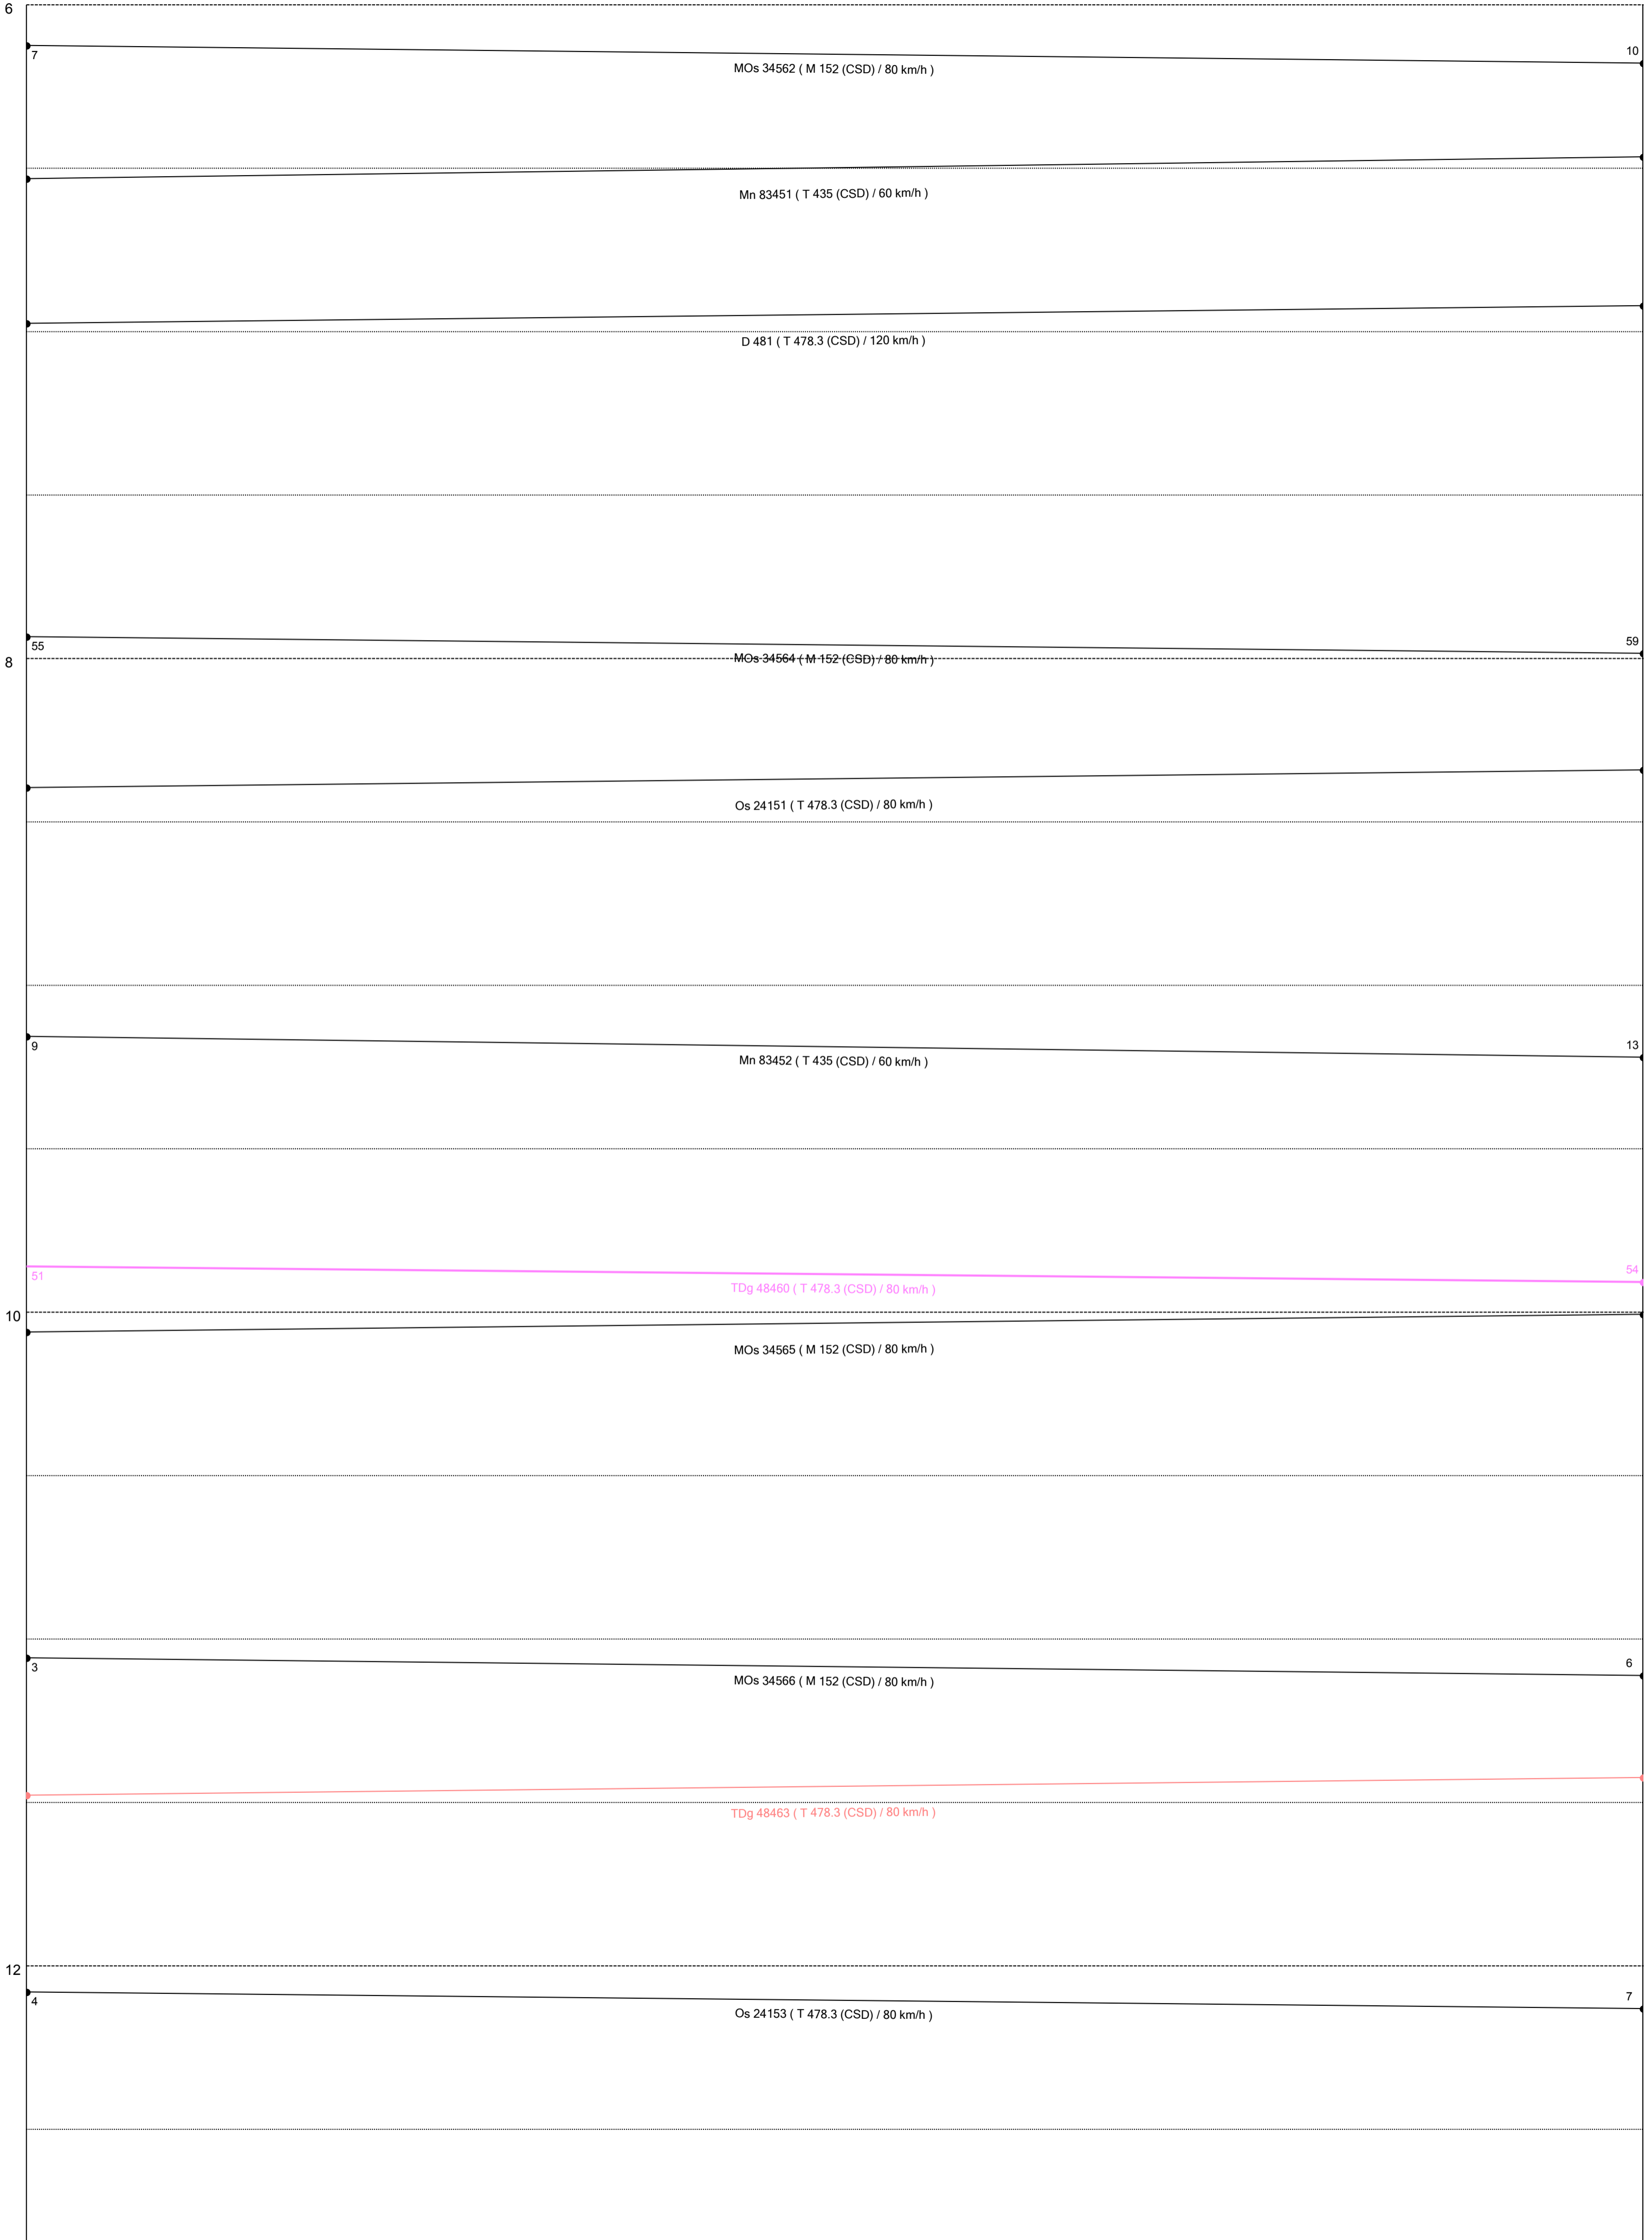 6
7
10
MOs 34562 ( M 152 (CSD) / 80 km/h )
Mn 83451 ( T 435 (CSD) / 60 km/h )
D 481 ( T 478.3 (CSD) / 120 km/h )
55
59
8
MOs 34564 ( M 152 (CSD) / 80 km/h )
Os 24151 ( T 478.3 (CSD) / 80 km/h )
9
13
Mn 83452 ( T 435 (CSD) / 60 km/h )
51
54
TDg 48460 ( T 478.3 (CSD) / 80 km/h )
10
MOs 34565 ( M 152 (CSD) / 80 km/h )
3
6
MOs 34566 ( M 152 (CSD) / 80 km/h )
TDg 48463 ( T 478.3 (CSD) / 80 km/h )
12
4
7
Os 24153 ( T 478.3 (CSD) / 80 km/h )